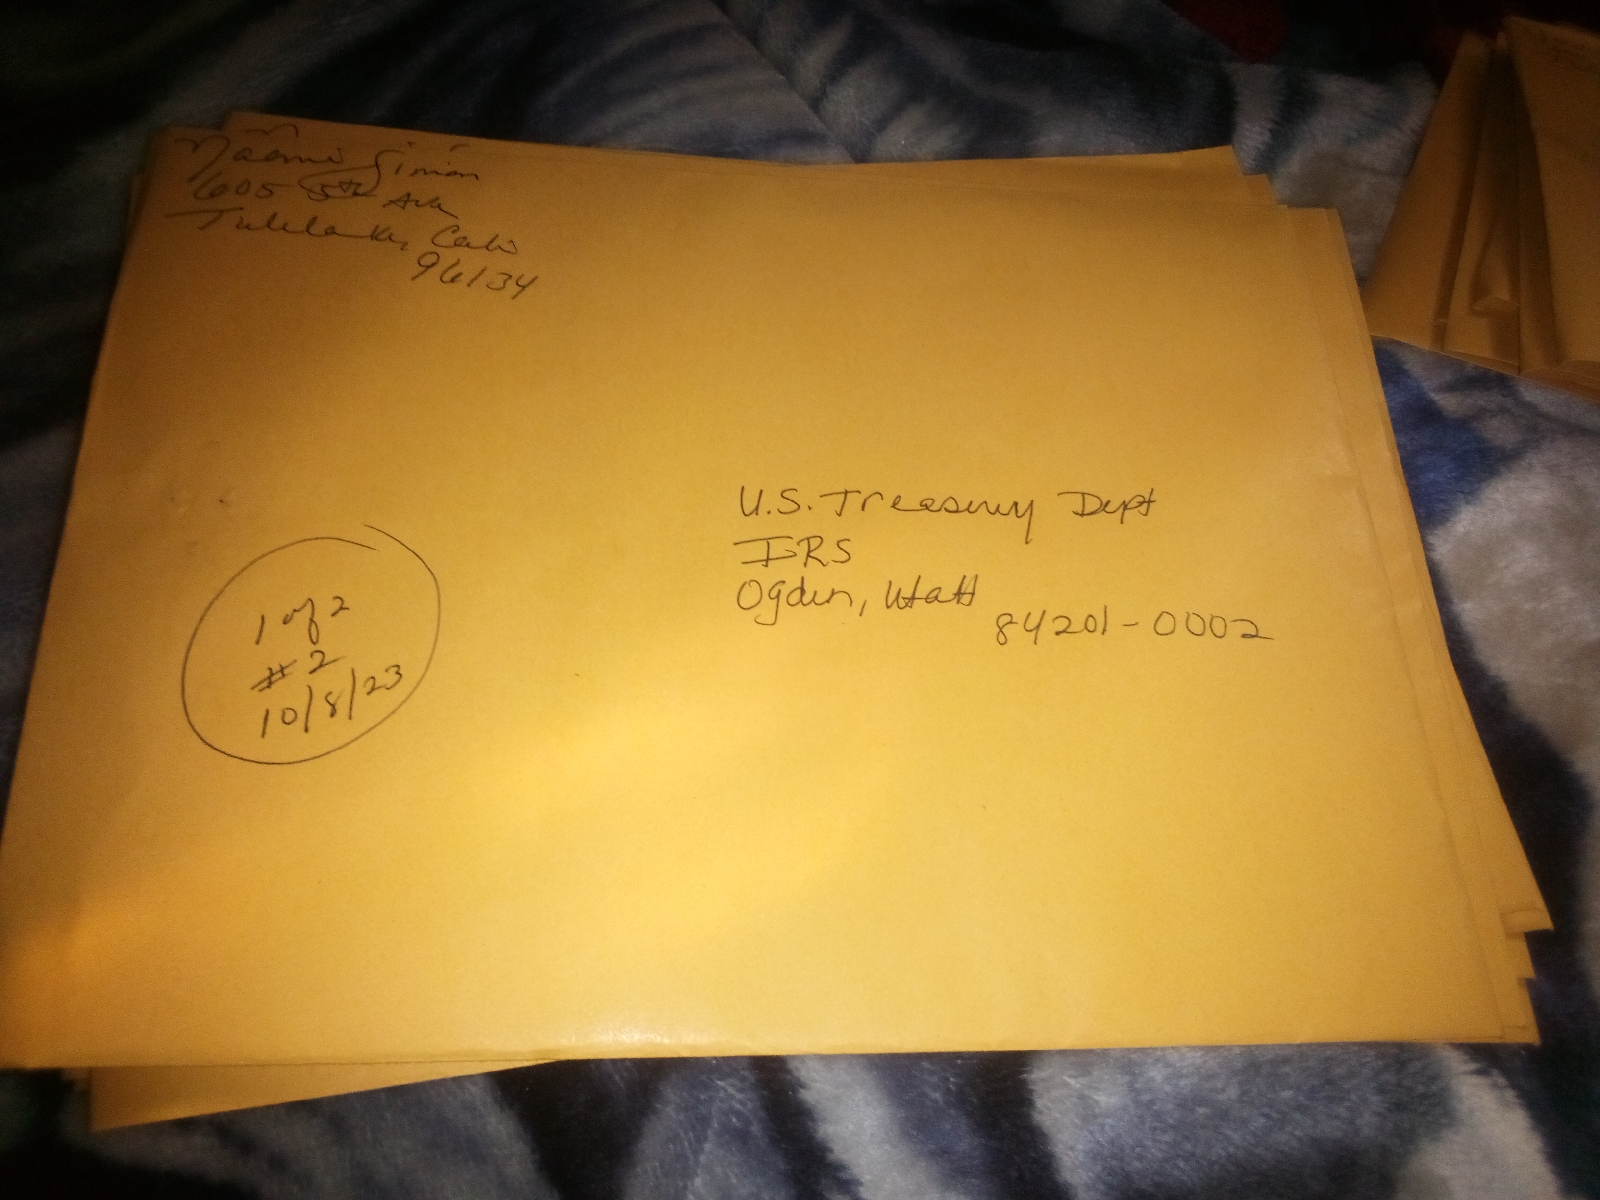 Naomi Simon
605 5th Ave
Tulelake, Calif
96134
U.S. Treasury Dept
IRS
Ogden, Utah
84201-0002
1 of 2
#2
10/8/23